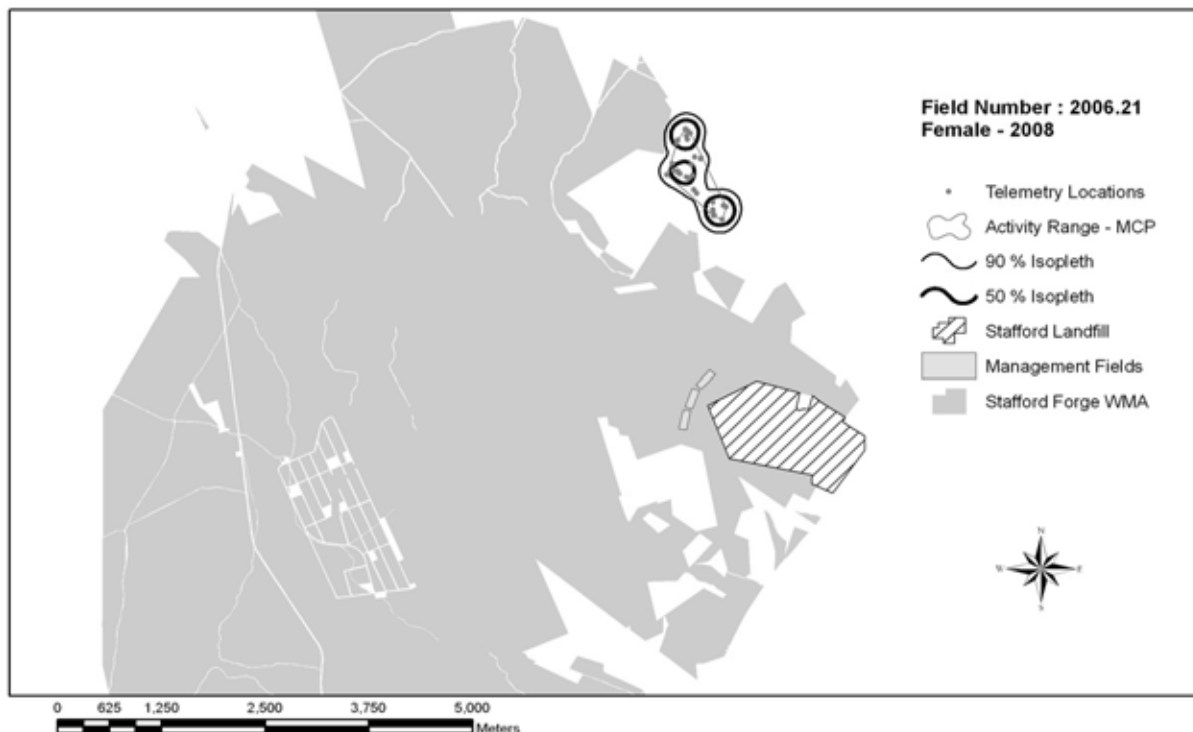 Field Number : 2006.21
Female - 2008
Telemetry Locations
Activity Range - MCP
90 % Isopleth
50 % Isopleth
Stafford Landfill
Management Fields
Stafford Forge WMA
N
W E
S
0 625 1,250 2,500 3,750 5,000
Meters